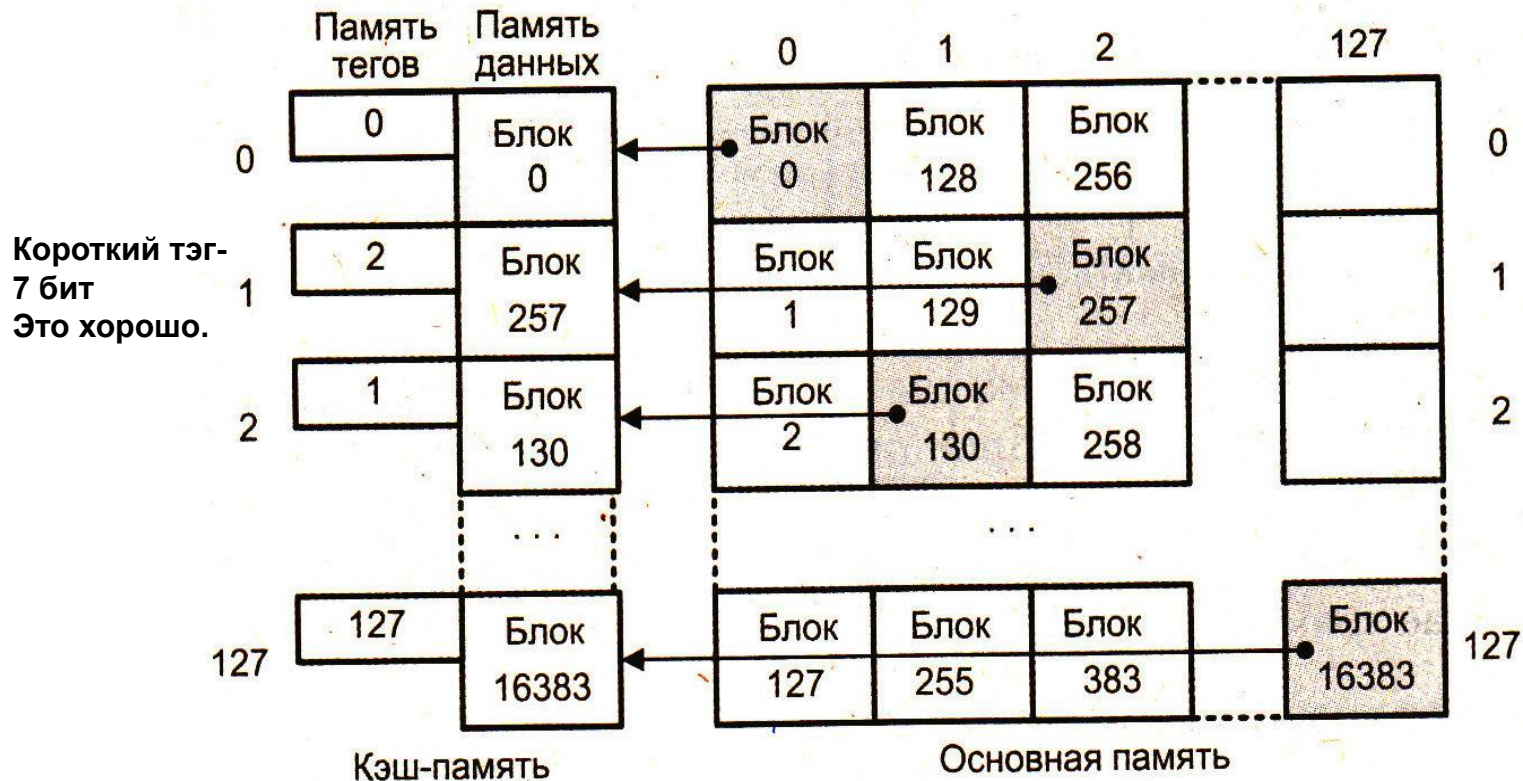 Память Память
тегов данных
0 1 2 127
0 Блок Блок Блок Блок
0 0 0 128 256 0
Короткий тэг-
7 бит
Это хорошо.
2 Блок Блок Блок Блок
1 257 1 129 257 1
1 Блок Блок Блок Блок
2 130 2 130 258 2
. . . . . .
127 Блок Блок Блок Блок Блок
127 16383 127 255 383 16383 127
Кэш-память Основная память